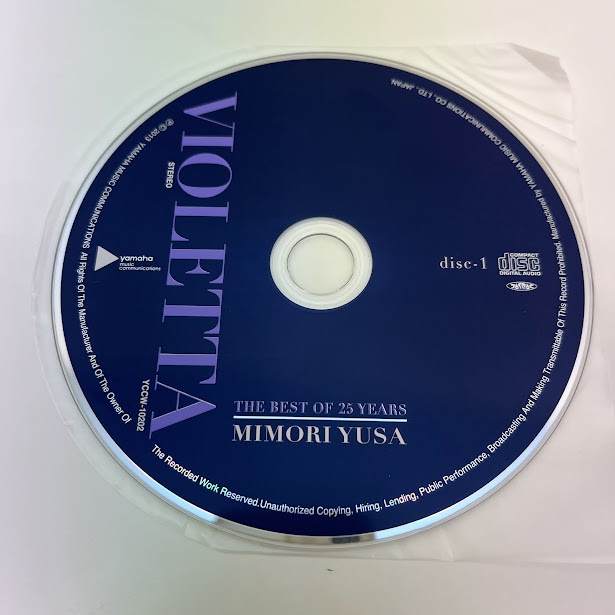 VIOLETTA
STEREO
YCCW-10202
yamaha
music
communications
disc-1
COMPACT
disc
DIGITAL AUDIO
JASRAC
THE BEST OF 25 YEARS
MIMORI YUSA
℗© 2013 YAMAHA MUSIC COMMUNICATIONS All Rights Of The Manufacturer And Of The Owner Of The Recorded Work Reserved.Unauthorized Copying, Hiring, Lending, Public Performance, Broadcasting And Making Transmittable Of This Record Prohibited. Manufactured by YAMAHA MUSIC COMMUNICATIONS CO., LTD., JAPAN